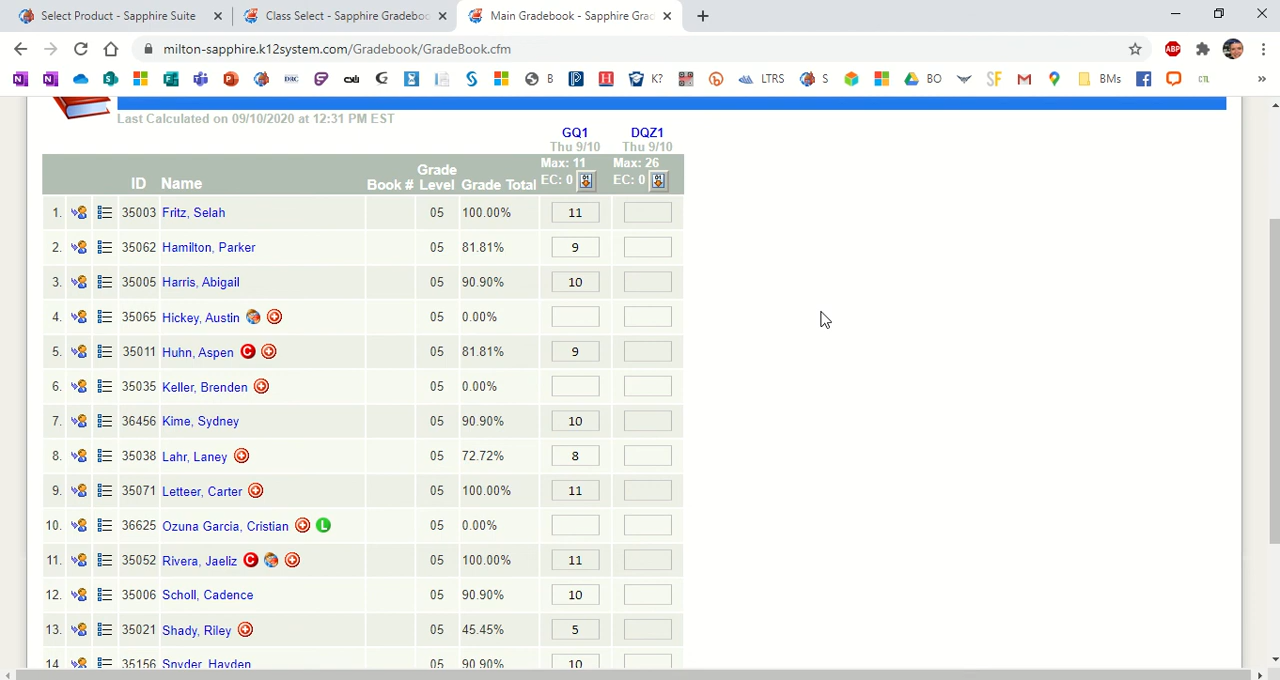 Select Product - Sapphire Suite
Class Select - Sapphire Gradeboo
Main Gradebook - Sapphire Grad
milton-sapphire.k12system.com/Gradebook/GradeBook.cfm
ABP
DRC B K? LTRS S BO SF BMs CTL »
Last Calculated on 09/10/2020 at 12:31 PM EST
GQ1 DQZ1
Thu 9/10 Thu 9/10
Max: 11 Max: 26
EC: 0 EC: 0
ID Name Book # Grade Level Grade Total
1. 35003 Fritz, Selah 05 100.00% 11
2. 35062 Hamilton, Parker 05 81.81% 9
3. 35005 Harris, Abigail 05 90.90% 10
4. 35065 Hickey, Austin 05 0.00%
5. 35011 Huhn, Aspen C 05 81.81% 9
6. 35035 Keller, Brenden 05 0.00%
7. 36456 Kime, Sydney 05 90.90% 10
8. 35038 Lahr, Laney 05 72.72% 8
9. 35071 Letteer, Carter 05 100.00% 11
10. 36625 Ozuna Garcia, Cristian L 05 0.00%
11. 35052 Rivera, Jaeliz C 05 100.00% 11
12. 35006 Scholl, Cadence 05 90.90% 10
13. 35021 Shady, Riley 05 45.45% 5
14. 35156 Snyder, Hayden 05 90.90% 10